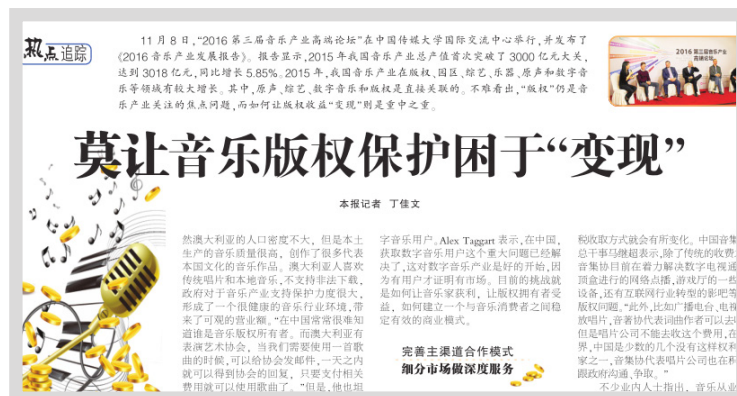 热点追踪
11月8日,“2016第三届音乐产业高端论坛”在中国传媒大学国际交流中心举行,并发布了
《2016音乐产业发展报告》。报告显示,2015年我国音乐产业总产值首次突破了3000亿元大关,
达到3018亿元,同比增长5.85%。2015年,我国音乐产业在版权、园区、综艺、乐器、原声和数字音
乐等领域有较大增长。其中,原声、综艺、数字音乐和版权是直接关联的。不难看出,“版权”仍是音
乐产业关注的焦点问题,而如何让版权收益“变现”则是重中之重。
2016第三届音乐产业
高端论坛
莫让音乐版权保护困于“变现”
本报记者 丁佳文
然澳大利亚的人口密度不大,但是本土
生产的音乐质量很高,创作了很多代表
本国文化的音乐作品。澳大利亚人喜欢
传统唱片和本地音乐,不支持非法下载,
政府对于音乐产业支持保护力度很大,
形成了一个很健康的音乐行业环境,带
来了可观的营业额。“在中国常常很难知
道谁是音乐版权所有者。而澳大利亚有
表演艺术协会,当我们需要使用一首歌
曲的时候,可以给协会发邮件,一天之内
就可以得到协会的回复,只要支付相关
费用就可以使用歌曲了。”但是,他也坦
字音乐用户。Alex Taggart表示,在中国,
获取数字音乐用户这个重大问题已经解
决了,这对数字音乐产业是好的开始,因
为有用户才证明有市场。目前的挑战就
是如何让音乐家获利,让版权拥有者受
益,如何建立一个与音乐消费者之间稳
定有效的商业模式。
完善主渠道合作模式
细分市场做深度服务
税收取方式就会有所变化。中国音集
总干事马继超表示,除了传统的收费
音集协目前在着力解决数字电视通
顶盒进行的网络点播,游戏厅的一些
设备,还有互联网行业转型的影吧等
版权问题。“此外,比如广播电台、电视
放唱片,音著协代表词曲作者可以去
但是唱片公司不能去收这个费用,在
界,中国是少数的几个没有这样权利
家之一,音集协代表唱片公司也在积
跟政府沟通、争取。”
不少业内人士指出,音乐从业